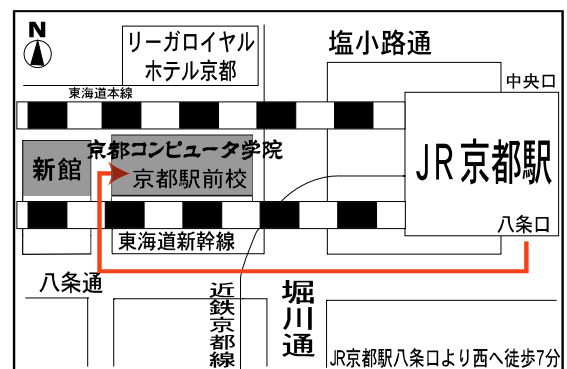 N
リーガロイヤル
ホテル京都
塩小路通
中央口
東海道本線
京都コンピュータ学院
京都駅前校
新館
JR京都駅
八条口
東海道新幹線
八条通
近鉄京都線
堀川通
JR京都駅八条口より西へ徒歩7分